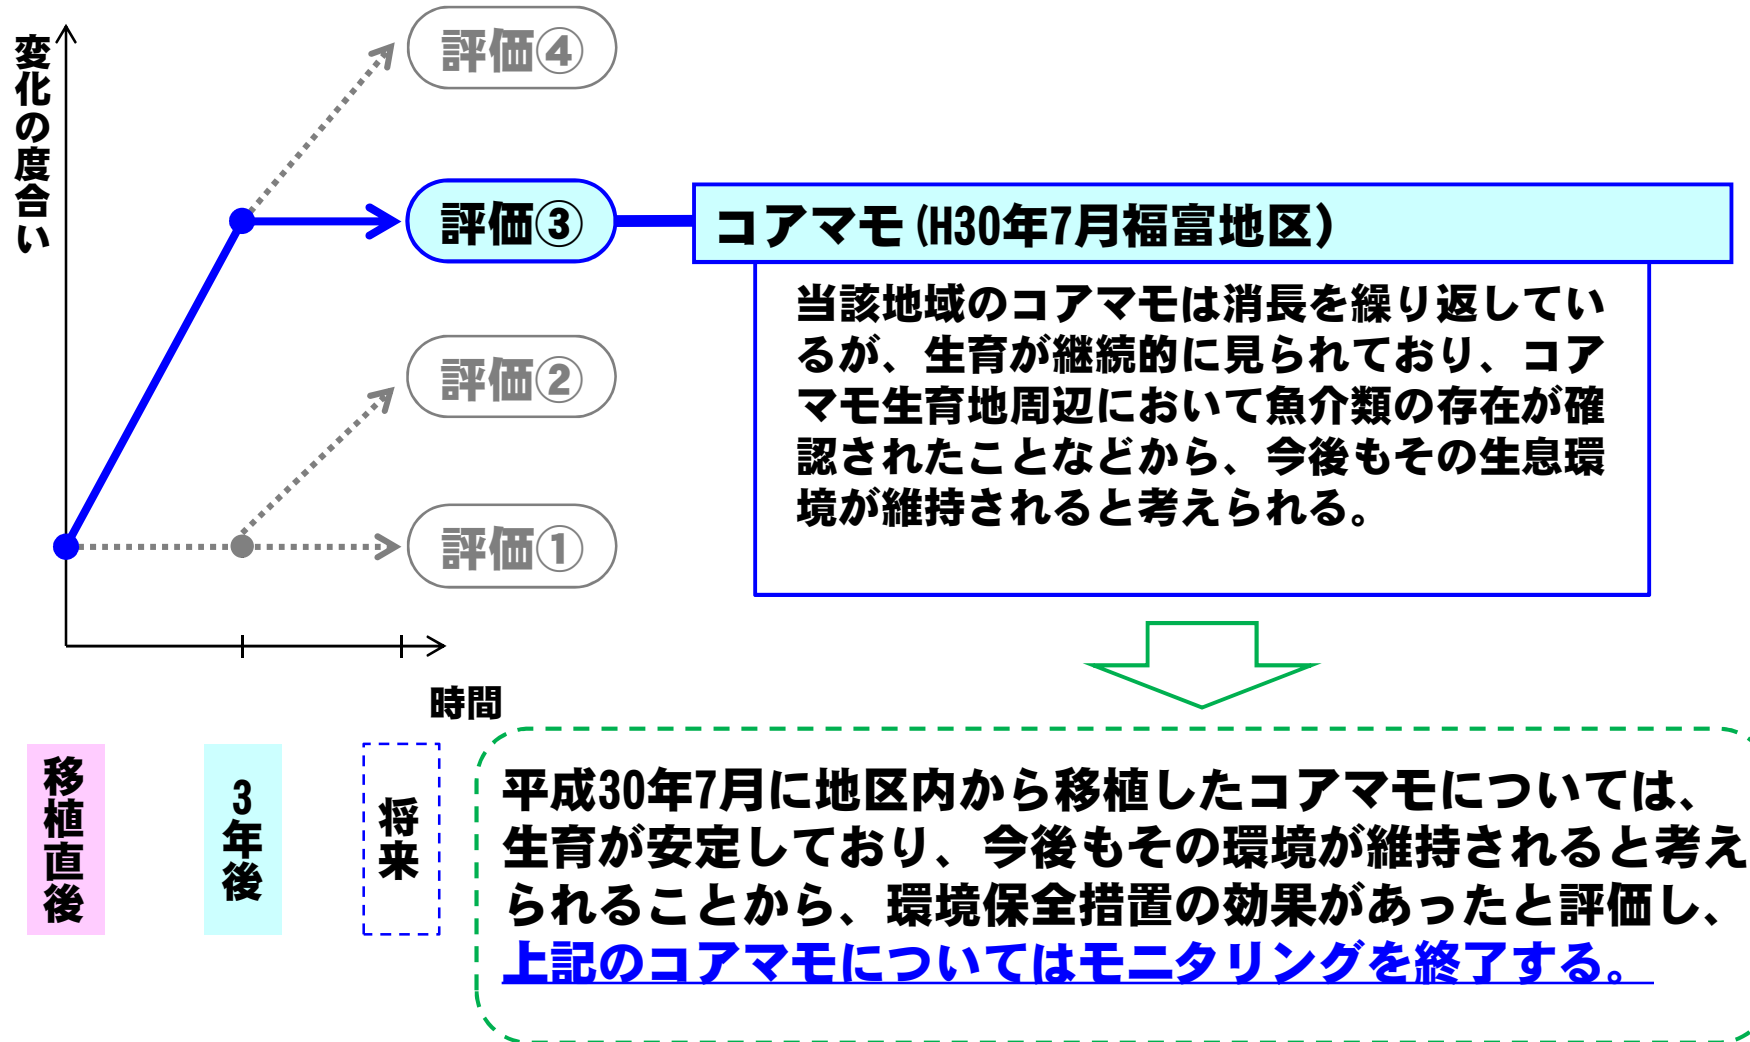 変化の度合い
評価④
評価③
評価②
評価①
時間
移植直後
3年後
将来
コアマモ(H30年7月福富地区)
当該地域のコアマモは消長を繰り返してい
るが、生育が継続的に見られており、コア
マモ生育地周辺において魚介類の存在が確
認されたことなどから、今後もその生息環
境が維持されると考えられる。
平成30年7月に地区内から移植したコアマモについては、
生育が安定しており、今後もその環境が維持されると考え
られることから、環境保全措置の効果があったと評価し、
上記のコアマモについてはモニタリングを終了する。